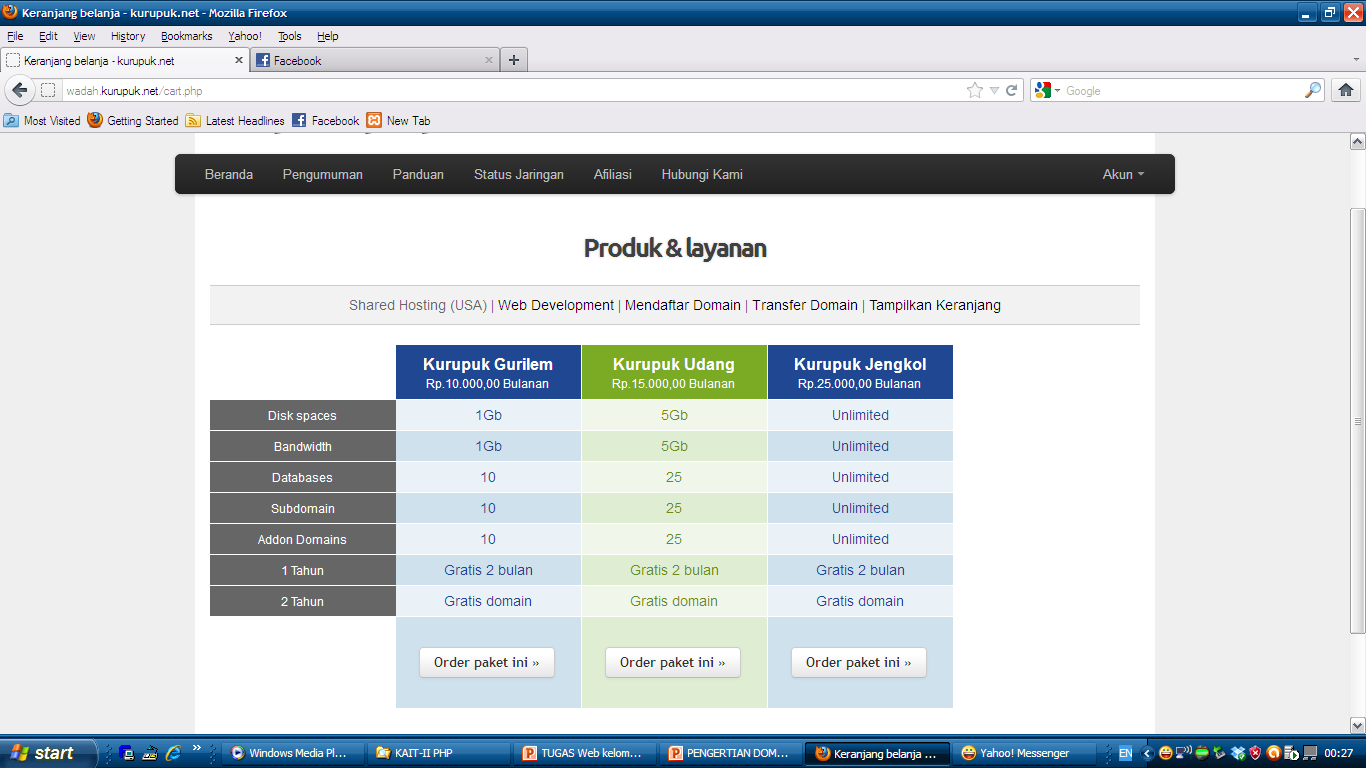 Keranjang belanja - kurupuk.net - Mozilla Firefox
File Edit View History Bookmarks Yahoo! Tools Help
Keranjang belanja - kurupuk.net Facebook
wadah.kurupuk.net/cart.php Google
Most Visited Getting Started Latest Headlines Facebook New Tab
Beranda Pengumuman Panduan Status Jaringan Afiliasi Hubungi Kami Akun
Produk & layanan
Shared Hosting (USA) | Web Development | Mendaftar Domain | Transfer Domain | Tampilkan Keranjang
Kurupuk Gurilem Kurupuk Udang Kurupuk Jengkol
Rp.10.000,00 Bulanan Rp.15.000,00 Bulanan Rp.25.000,00 Bulanan
Disk spaces 1Gb 5Gb Unlimited
Bandwidth 1Gb 5Gb Unlimited
Databases 10 25 Unlimited
Subdomain 10 25 Unlimited
Addon Domains 10 25 Unlimited
1 Tahun Gratis 2 bulan Gratis 2 bulan Gratis 2 bulan
2 Tahun Gratis domain Gratis domain Gratis domain
Order paket ini » Order paket ini » Order paket ini »
start » Windows Media Pl... KAIT-II PHP TUGAS Web kelom... PENGERTIAN DOM... Keranjang belanja ... Yahoo! Messenger EN 00:27